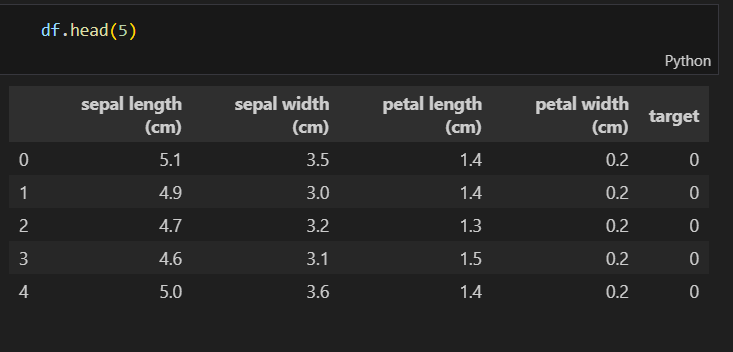 df.head(5)
Python
sepal length (cm) sepal width (cm) petal length (cm) petal width (cm) target
0 5.1 3.5 1.4 0.2 0
1 4.9 3.0 1.4 0.2 0
2 4.7 3.2 1.3 0.2 0
3 4.6 3.1 1.5 0.2 0
4 5.0 3.6 1.4 0.2 0